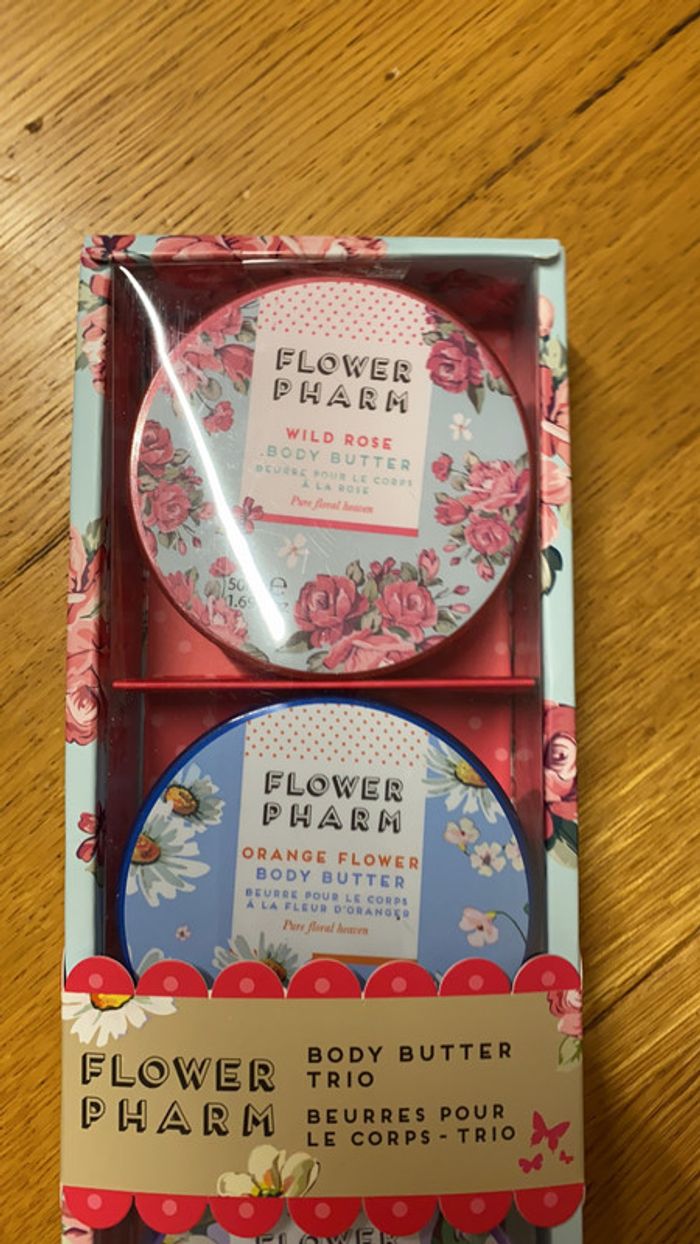 FLOWER
PHARM
WILD ROSE
BODY BUTTER
BEURRE POUR LE CORPS
À LA ROSE
Pure floral heaven
FLOWER
PHARM
ORANGE FLOWER
BODY BUTTER
BEURRE POUR LE CORPS
À LA FLEUR D'ORANGER
Pure floral heaven
FLOWER
PHARM
BODY BUTTER
TRIO
BEURRES POUR
LE CORPS - TRIO
FLOWER